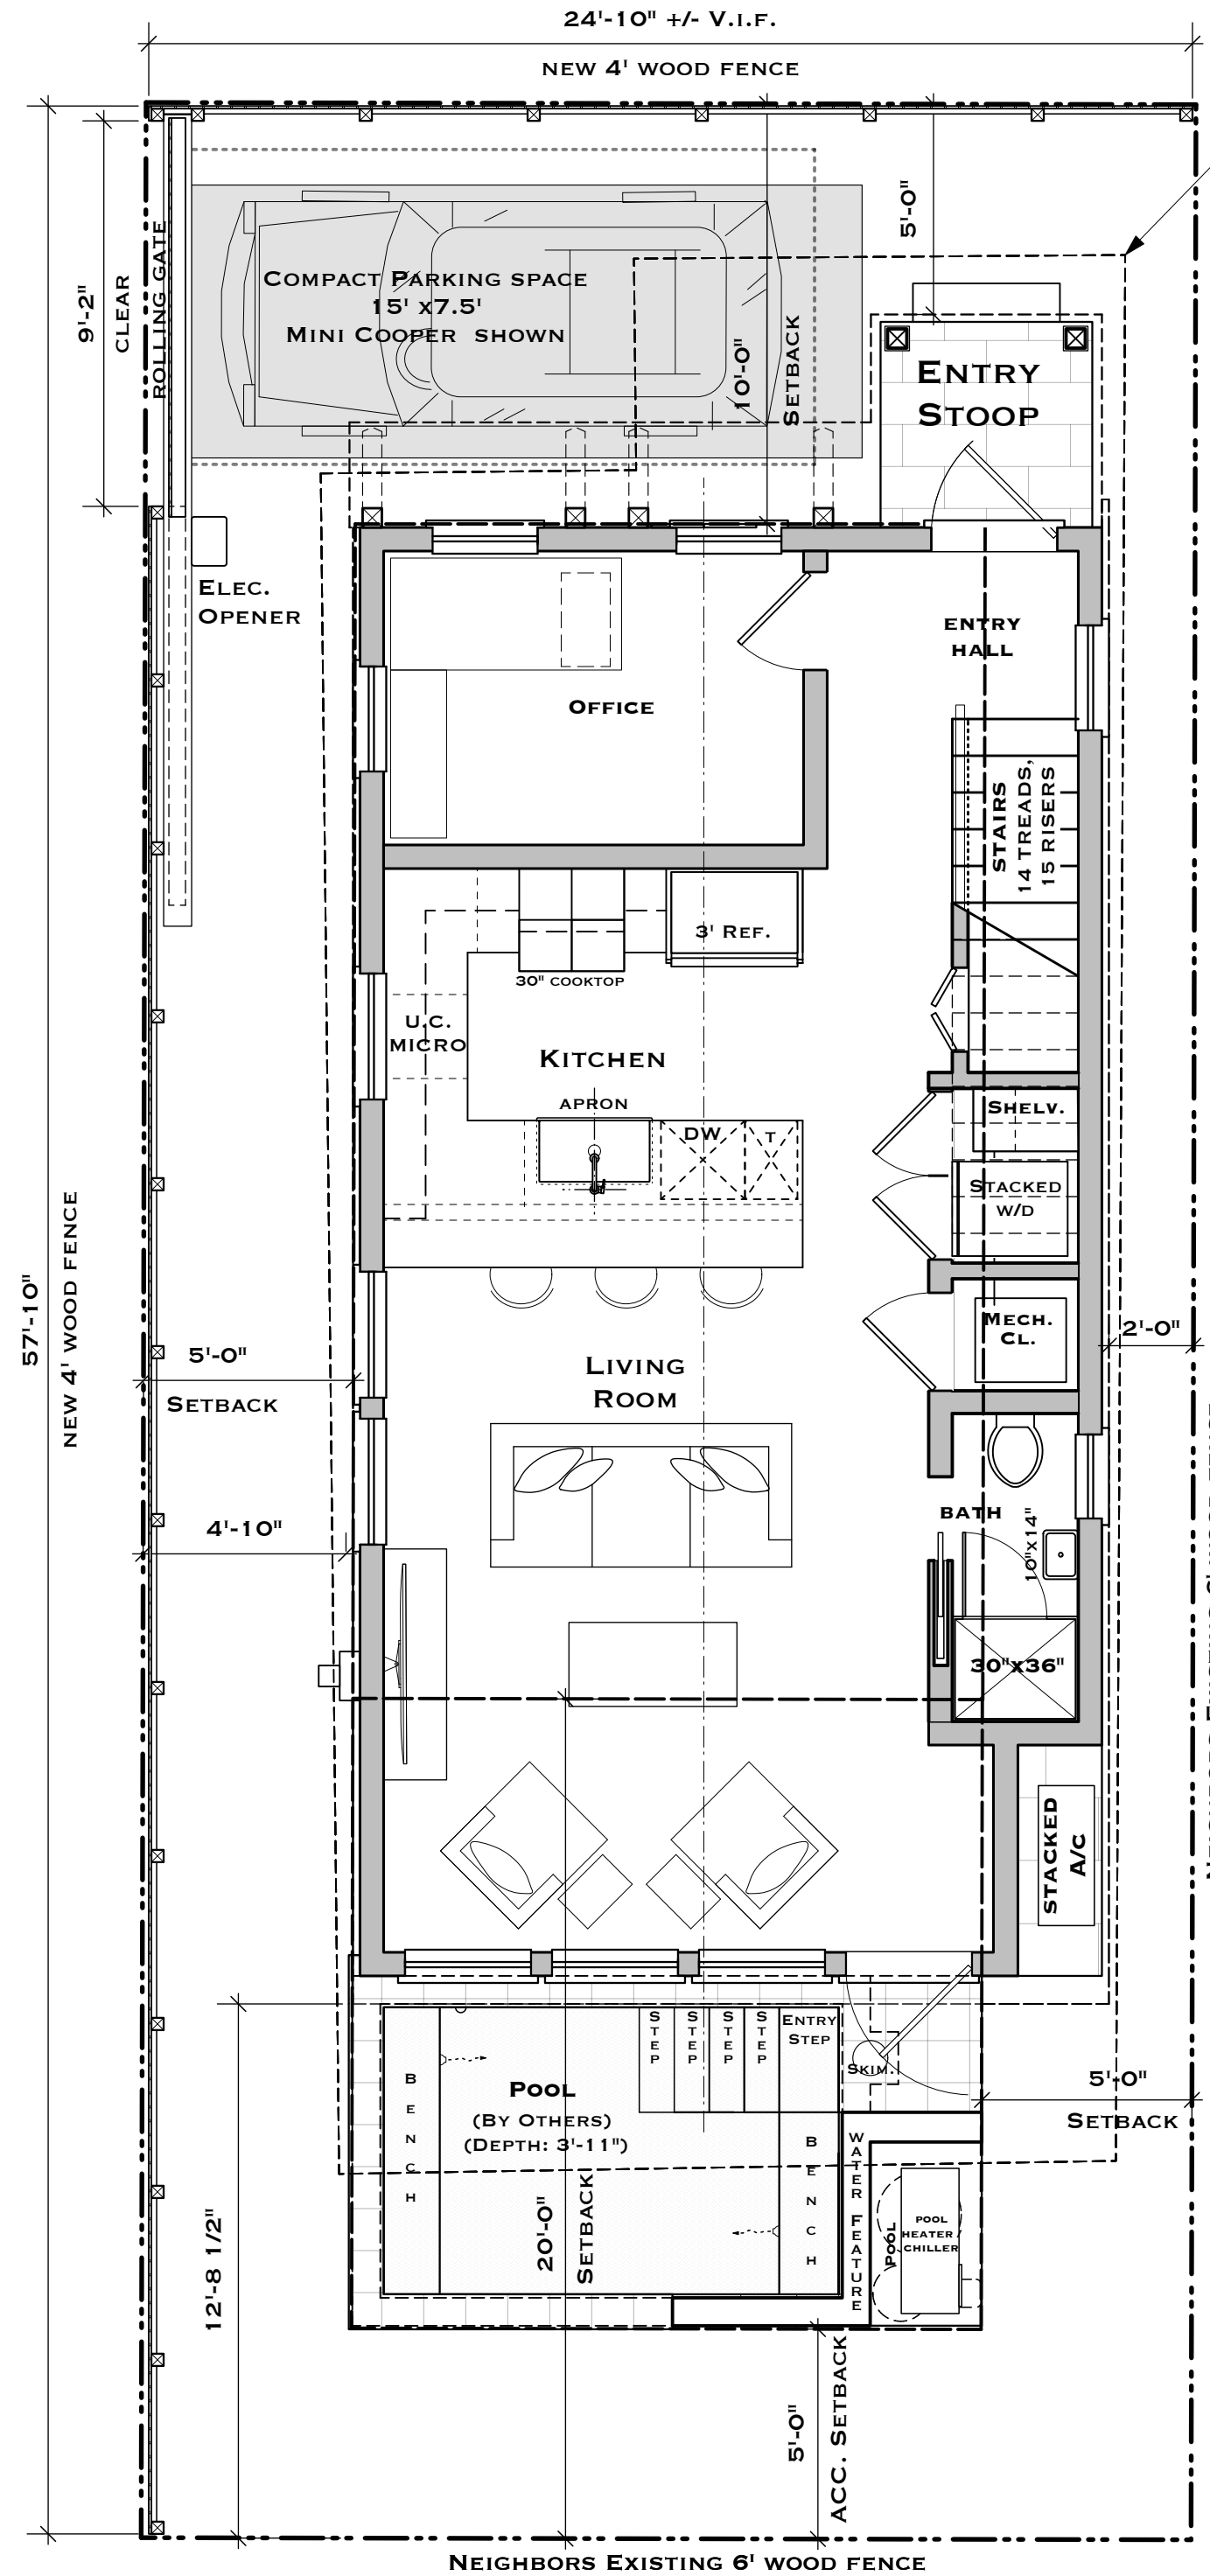 24'-10" +/- V.I.F.
NEW 4' WOOD FENCE
5'-0"
9'-2"
CLEAR
ROLLING GATE
COMPACT PARKING SPACE
15' X7.5'
MINI COOPER SHOWN
10'-0"
SETBACK
ENTRY
STOOP
ELEC.
OPENER
ENTRY
HALL
OFFICE
STAIRS
14 TREADS,
15 RISERS
3' REF.
30" COOKTOP
U.C.
MICRO
KITCHEN
APRON
DW
T
SHELV.
STACKED
W/D
57'-10"
NEW 4' WOOD FENCE
MECH.
CL.
2'-0"
5'-0"
SETBACK
LIVING
ROOM
4'-10"
BATH
10"X14"
30"X36"
STACKED
A/C
STEP
STEP
STEP
STEP
ENTRY
STEP
SKIM.
BENCH
POOL
(BY OTHERS)
(DEPTH: 3'-11")
5'-0"
SETBACK
BENCH
WATER FEATURE
POOL
POOL
HEATER /
CHILLER
20'-0"
SETBACK
12'-8 1/2"
5'-0"
ACC. SETBACK
NEIGHBORS EXISTING 6' WOOD FENCE